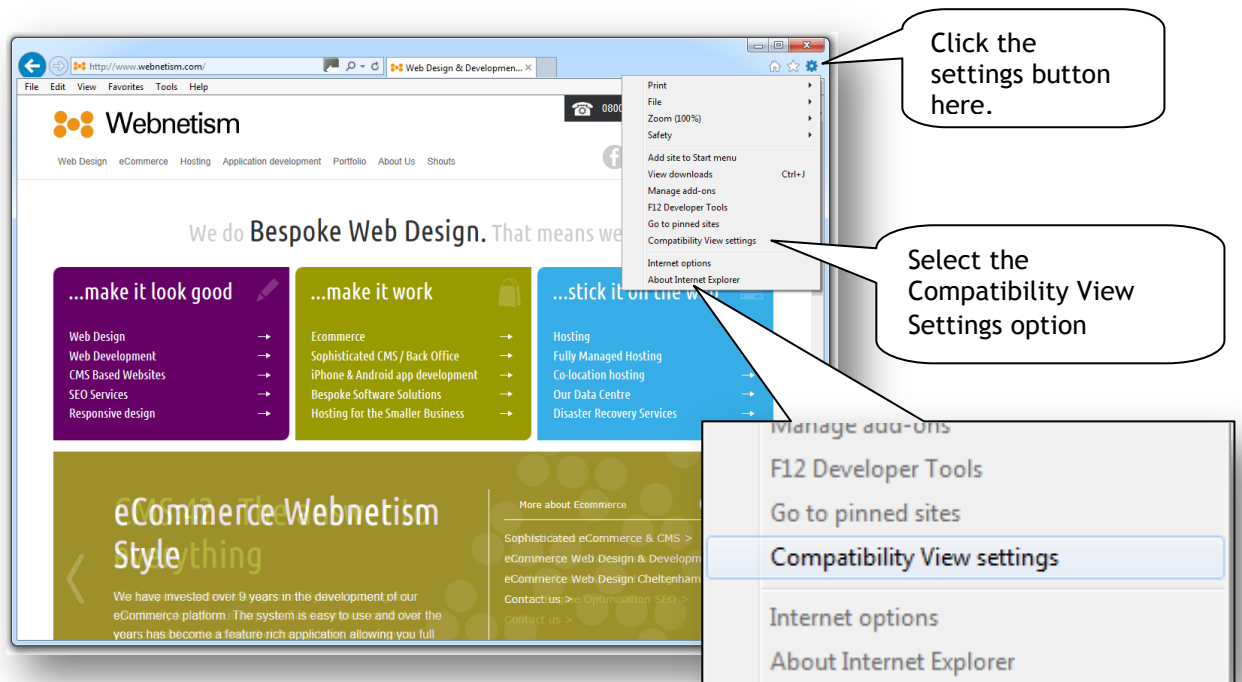 Click the
settings button
here.
http://www.webnetism.com/
Web Design & Developmen...
File Edit View Favorites Tools Help
Webnetism
0800
Web Design eCommerce Hosting Application development Portfolio About Us Shouts
Print
File
Zoom (100%)
Safety
Add site to Start menu
View downloads Ctrl+J
Manage add-ons
F12 Developer Tools
Go to pinned sites
Compatibility View settings
Internet options
About Internet Explorer
Select the
Compatibility View
Settings option
We do Bespoke Web Design. That means we
...make it look good
Web Design
Web Development
CMS Based Websites
SEO Services
Responsive design
...make it work
Ecommerce
Sophisticated CMS / Back Office
iPhone & Android app development
Bespoke Software Solutions
Hosting for the Smaller Business
...stick it on the web
Hosting
Fully Managed Hosting
Co-location hosting
Our Data Centre
Disaster Recovery Services
eCommerce Webnetism
Style
We have invested over 9 years in the development of our
eCommerce platform. The system is easy to use and over the
years has become a feature rich application allowing you full
More about Ecommerce
Sophisticated eCommerce & CMS >
eCommerce Web Design & Developm
eCommerce Web Design Cheltenham
Contact us >
Contact us >
Manage add-ons
F12 Developer Tools
Go to pinned sites
Compatibility View settings
Internet options
About Internet Explorer